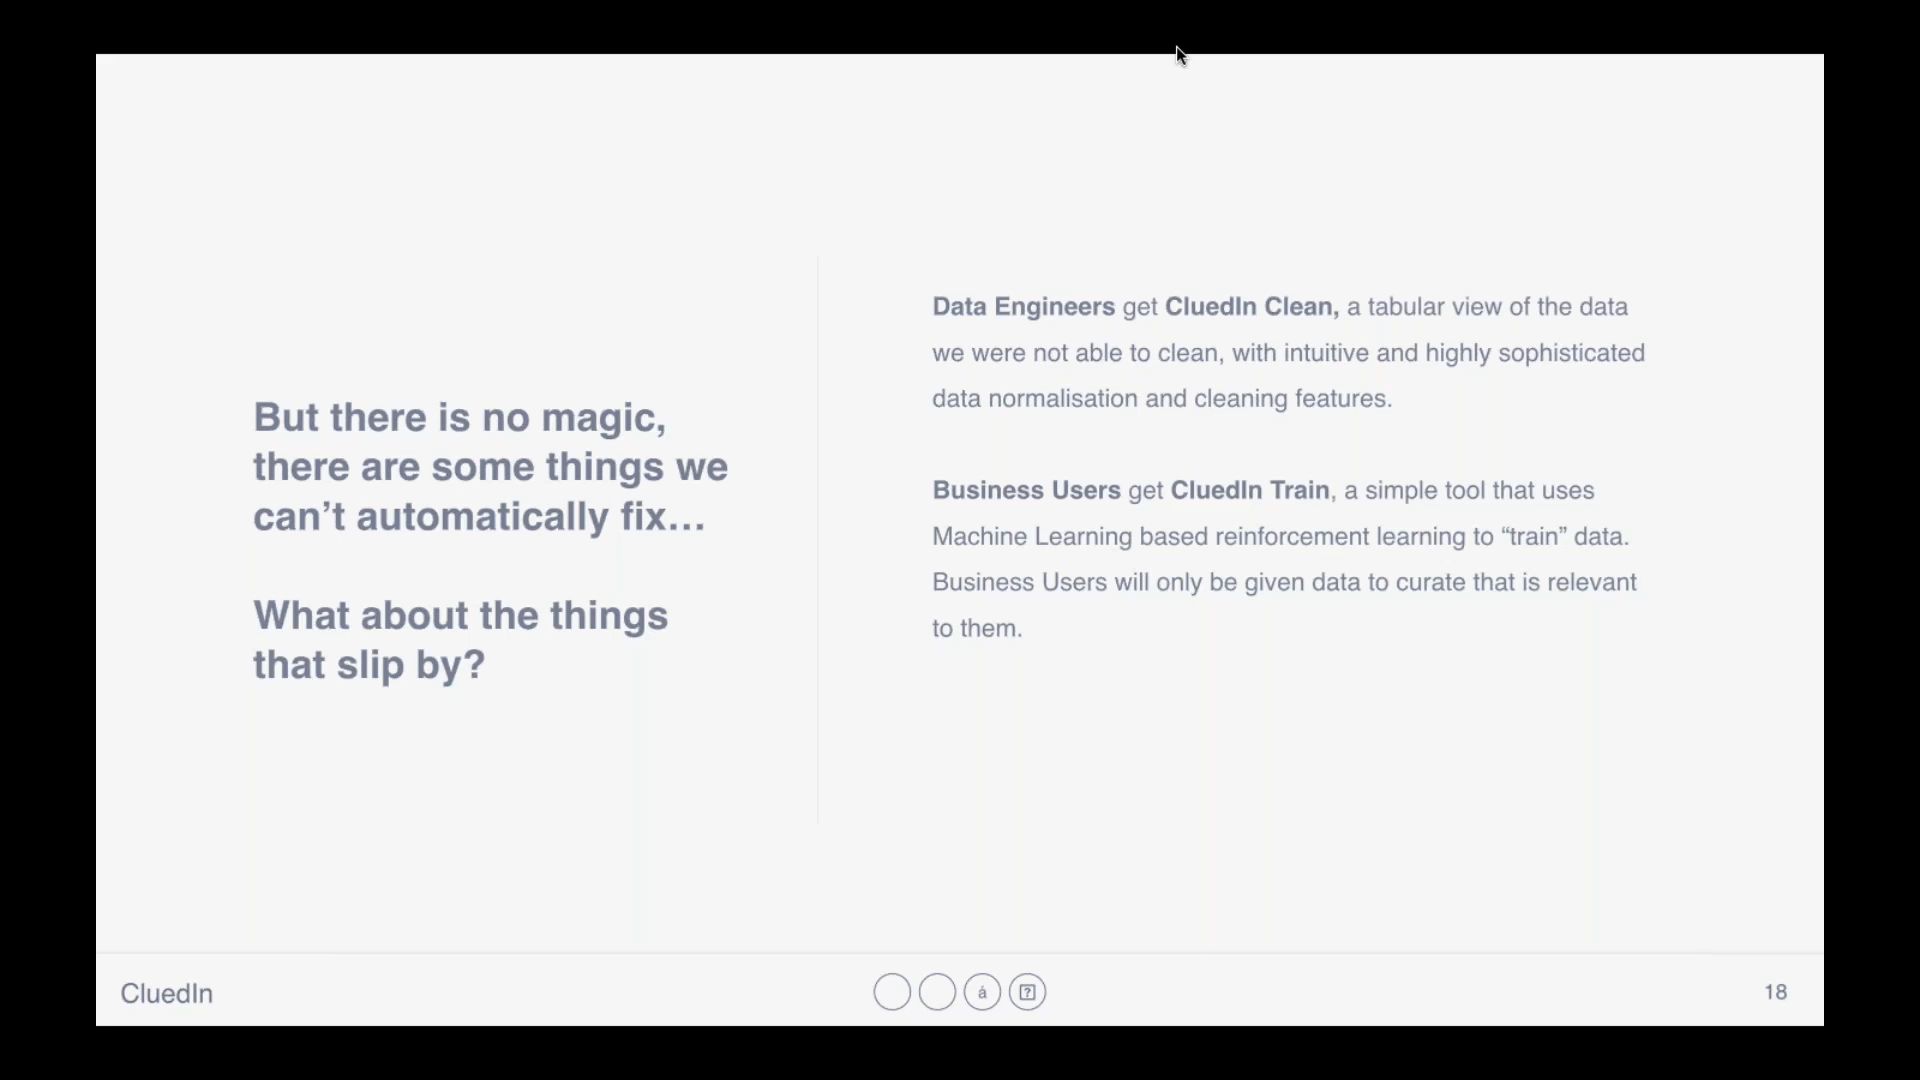 But there is no magic,
there are some things we
can’t automatically fix…
What about the things
that slip by?
Data Engineers get CluedIn Clean, a tabular view of the data
we were not able to clean, with intuitive and highly sophisticated
data normalisation and cleaning features.
Business Users get CluedIn Train, a simple tool that uses
Machine Learning based reinforcement learning to “train” data.
Business Users will only be given data to curate that is relevant
to them.
CluedIn
á
?
18